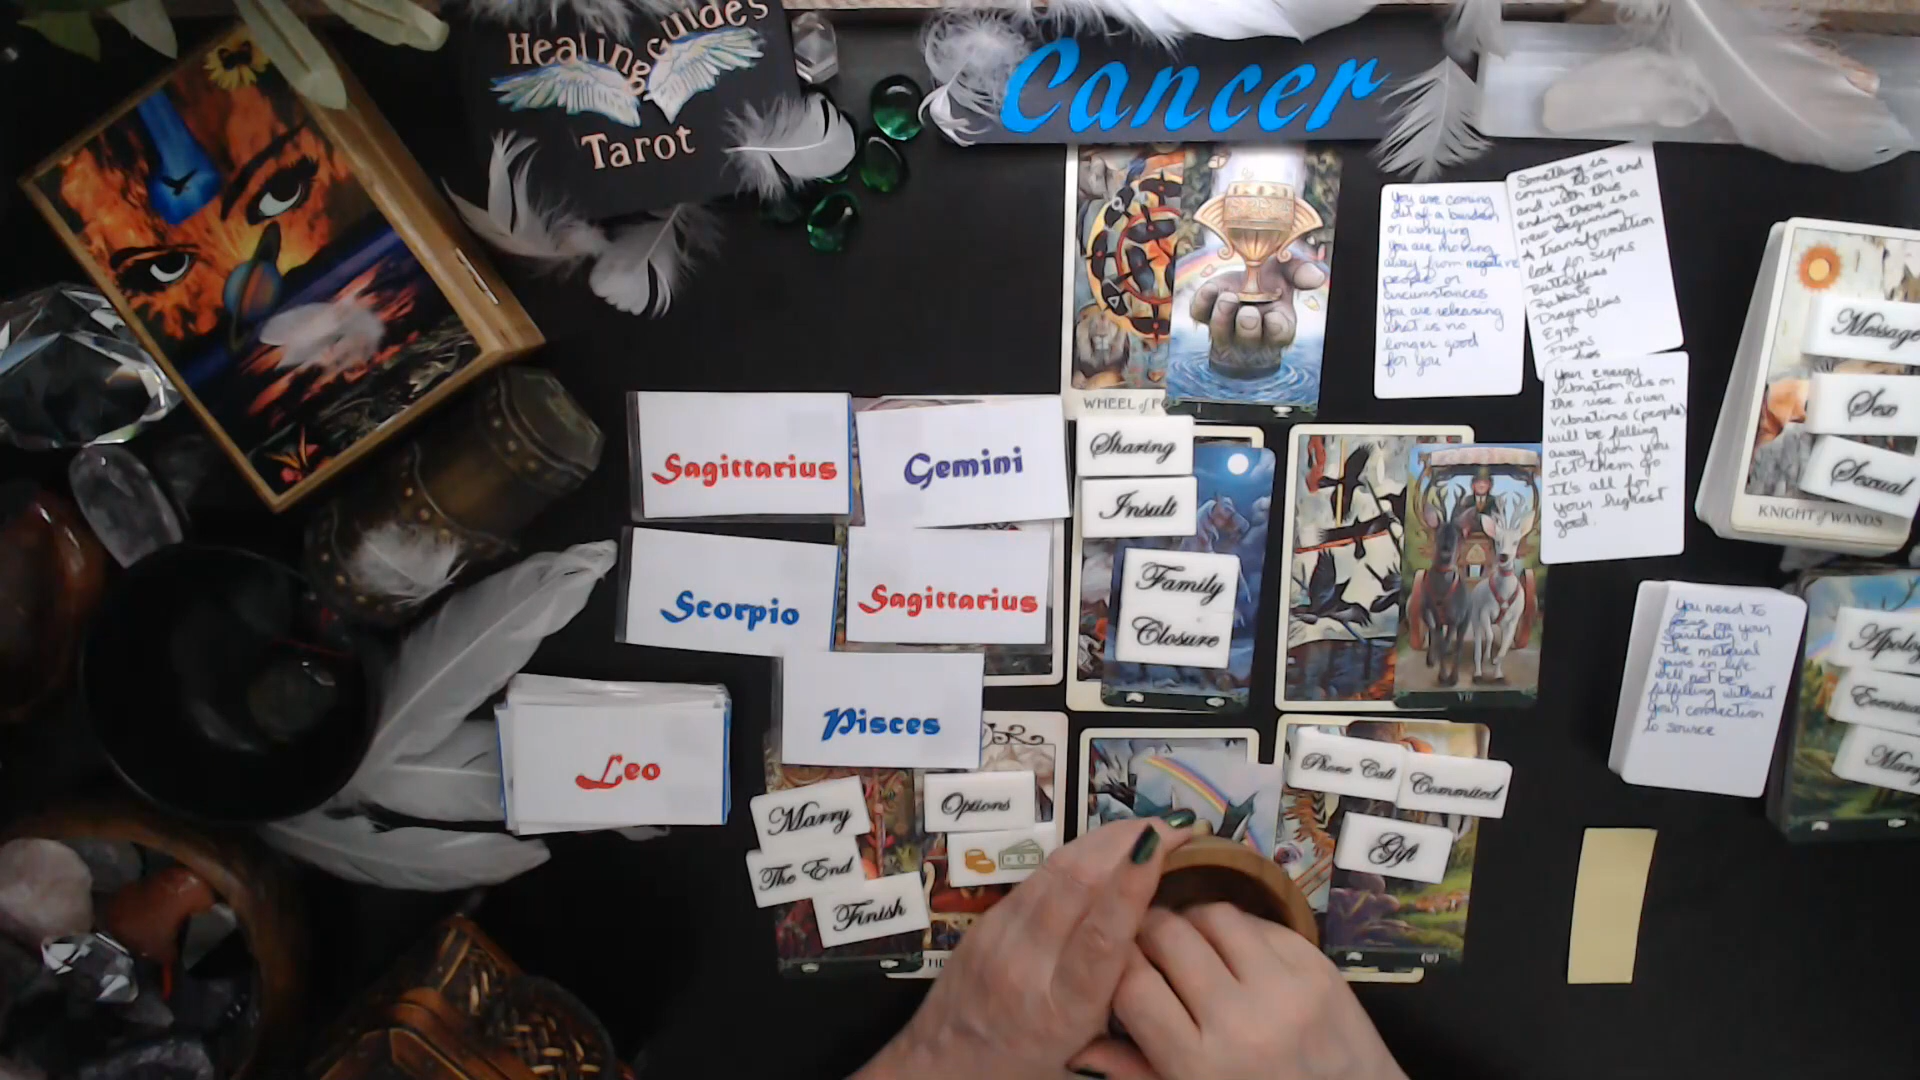 Healing Guides
Tarot
Cancer
WHEEL of
You are coming
out of a burden
or worrying
you are moving
away from negative
people or
circumstances
You are releasing
what is no
longer good
for you
Something is
coming to an end
and with this
ending there is a
new beginning
transformation
look for signs
Butterflies
Rabbits
Dragonflies
Eggs
Fawns
Your energy
vibration is on
the rise lower
vibrations (people)
will be falling
away from you
Let them go
It's all for
your highest
good.
Message
Sex
Sexual
KNIGHT of WANDS
Sagittarius
Gemini
Scorpio
Sagittarius
Pisces
Leo
Sharing
Insult
Family
Closure
VII
You need to
focus on your
Spirituality
The material
gains in life
will not be
fulfilling without
your connection
to source
Marry
The End
Finish
Options
Phone Call
Commited
Gift